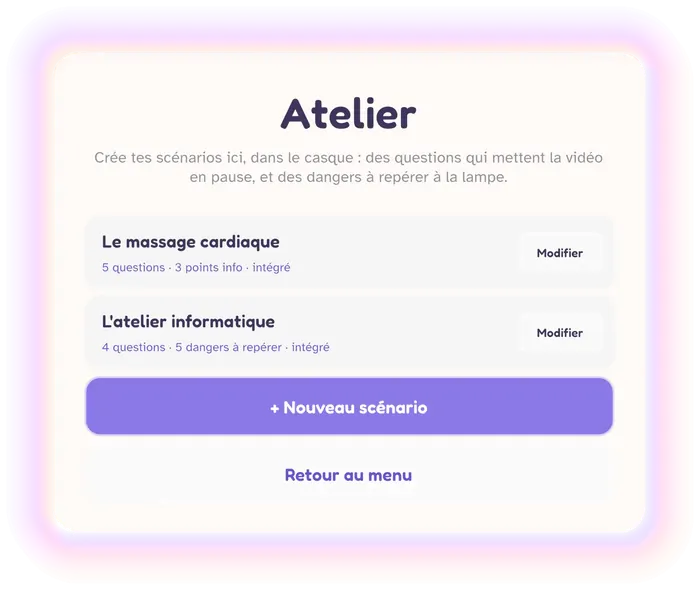 Atelier
Crée tes scénarios ici, dans le casque : des questions qui mettent la vidéo
en pause, et des dangers à repérer à la lampe.
Le massage cardiaque
5 questions · 3 points info · intégré
Modifier
L'atelier informatique
4 questions · 5 dangers à repérer · intégré
Modifier
+ Nouveau scénario
Retour au menu